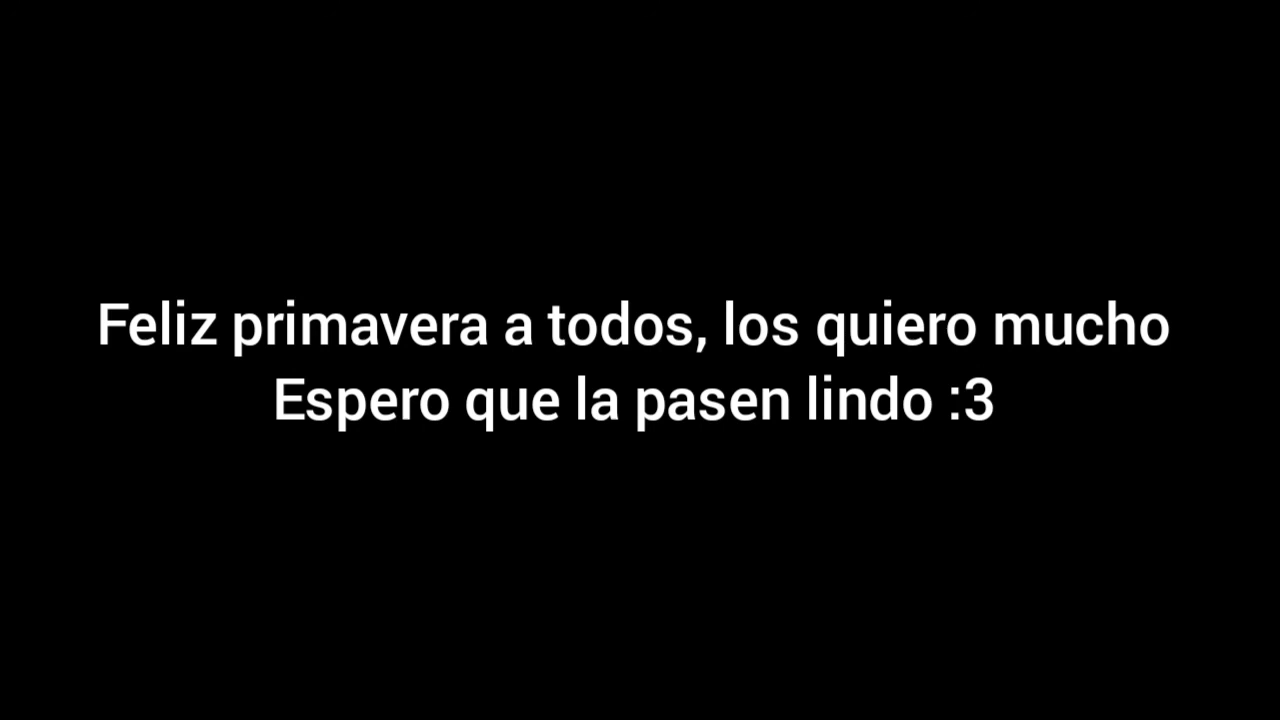 Feliz primavera a todos, los quiero mucho
Espero que la pasen lindo :3